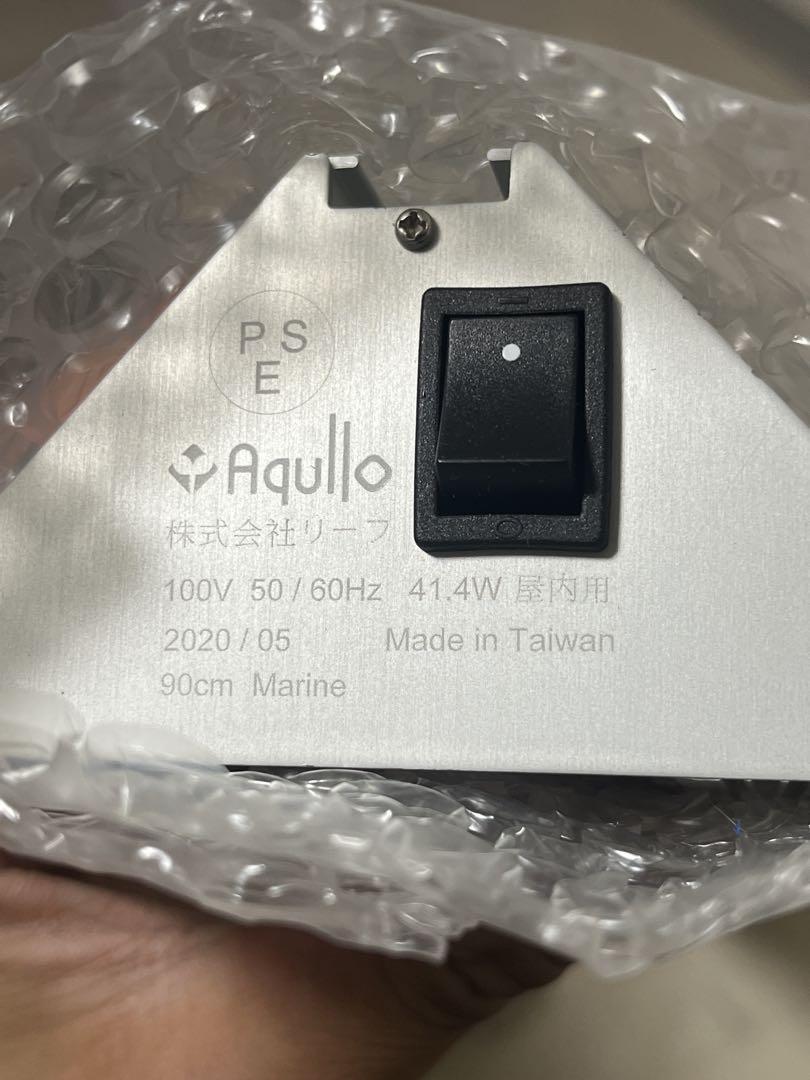 PS
E
Aqullo
株式会社リーフ
100V 50 / 60Hz 41.4W 屋内用
2020 / 05 Made in Taiwan
90cm Marine